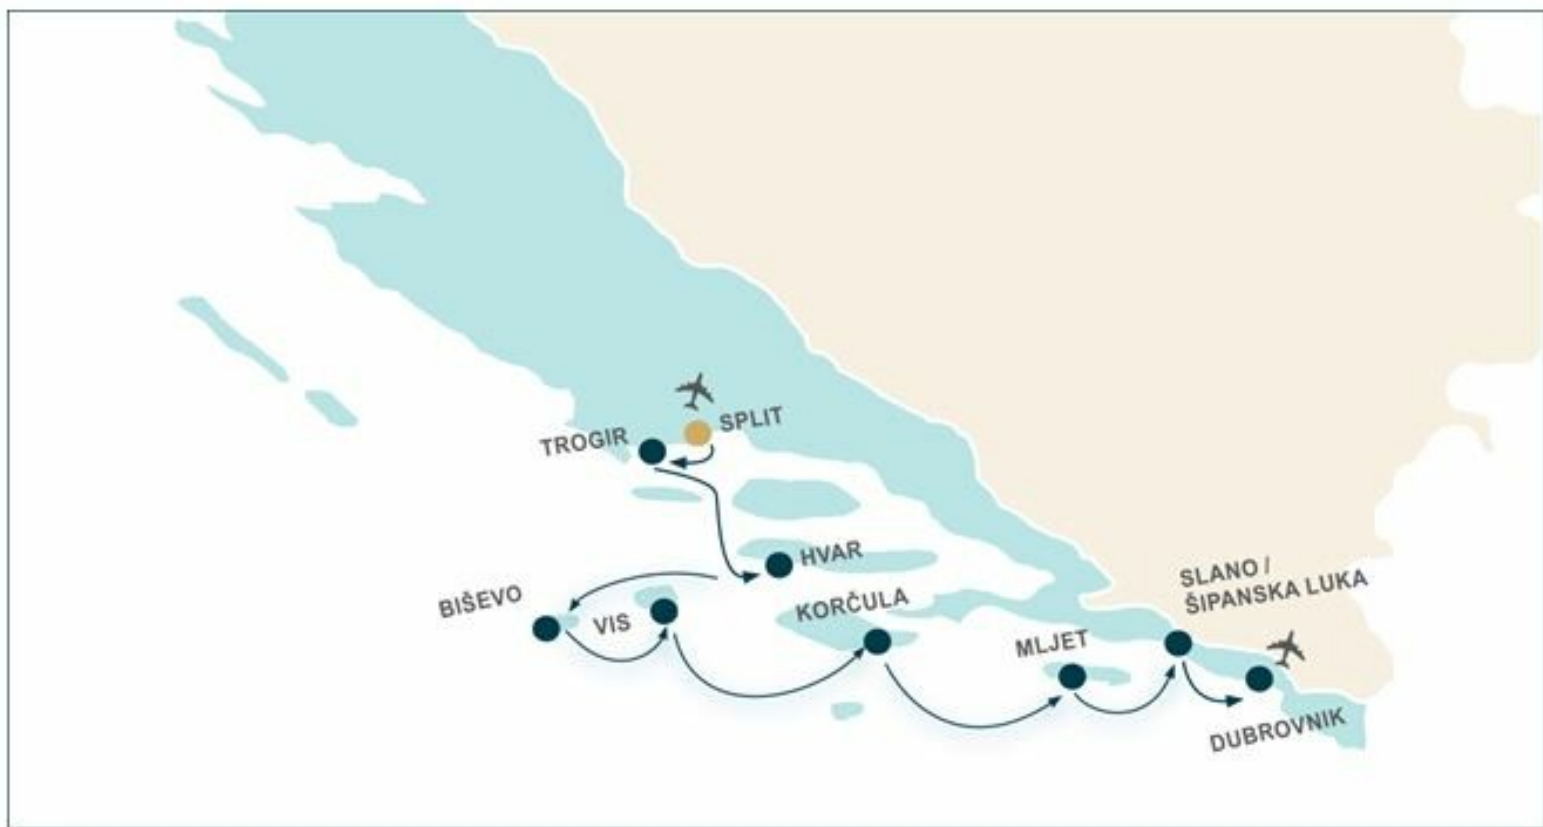 SPLIT
TROGIR
HVAR
BIŠEVO
VIS
KORČULA
MLJET
SLANO /
ŠIPANSKA LUKA
DUBROVNIK